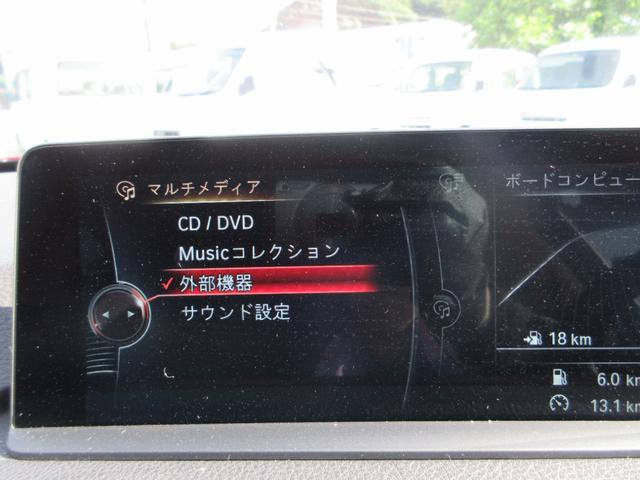 マルチメディア
CD / DVD
Musicコレクション
外部機器
サウンド設定
ボードコンピュー
18 km
6.0 km
13.1 km